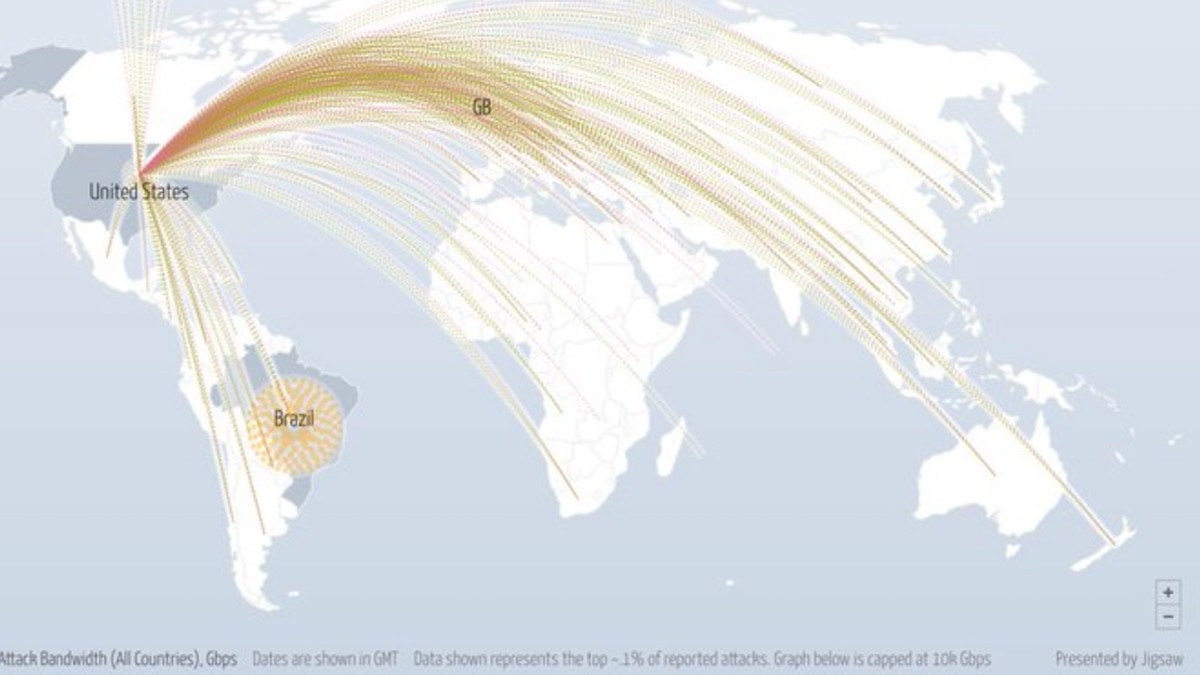 GB
United States
Brazil
+
−
Attack Bandwidth (All Countries), Gbps Dates are shown in GMT Data shown represents the top ~.1% of reported attacks. Graph below is capped at 10k Gbps Presented by Jigsaw